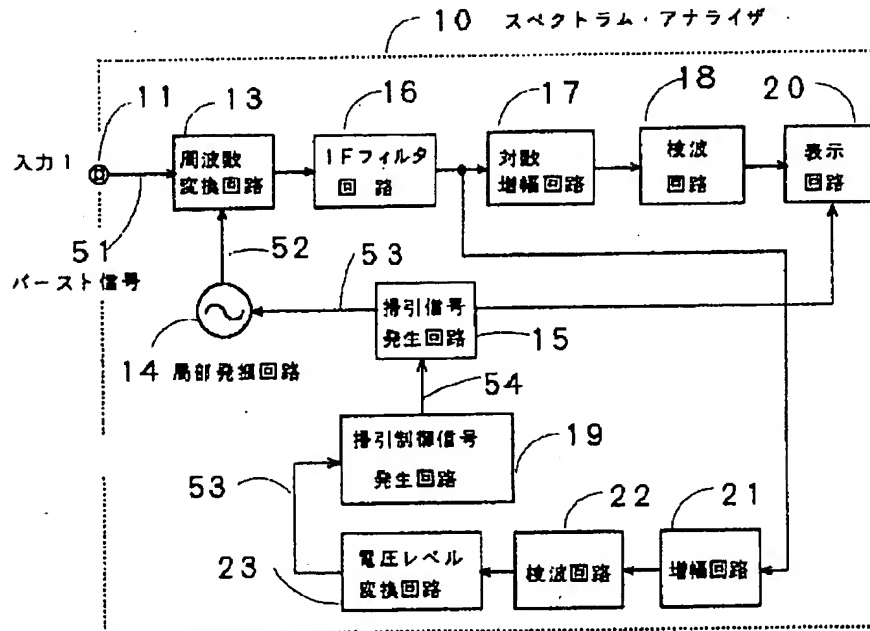 10 スペクトラム・アナライザ
11
13
16
17
18
20
入力1
周波数
変換回路
IFフィルタ
回路
対数
増幅回路
検波
回路
表示
回路
51
バースト信号
52
53
掃引信号
発生回路
15
14 局部発振回路
54
掃引制御信号
発生回路
19
53
22
21
23
電圧レベル
変換回路
検波回路
増幅回路